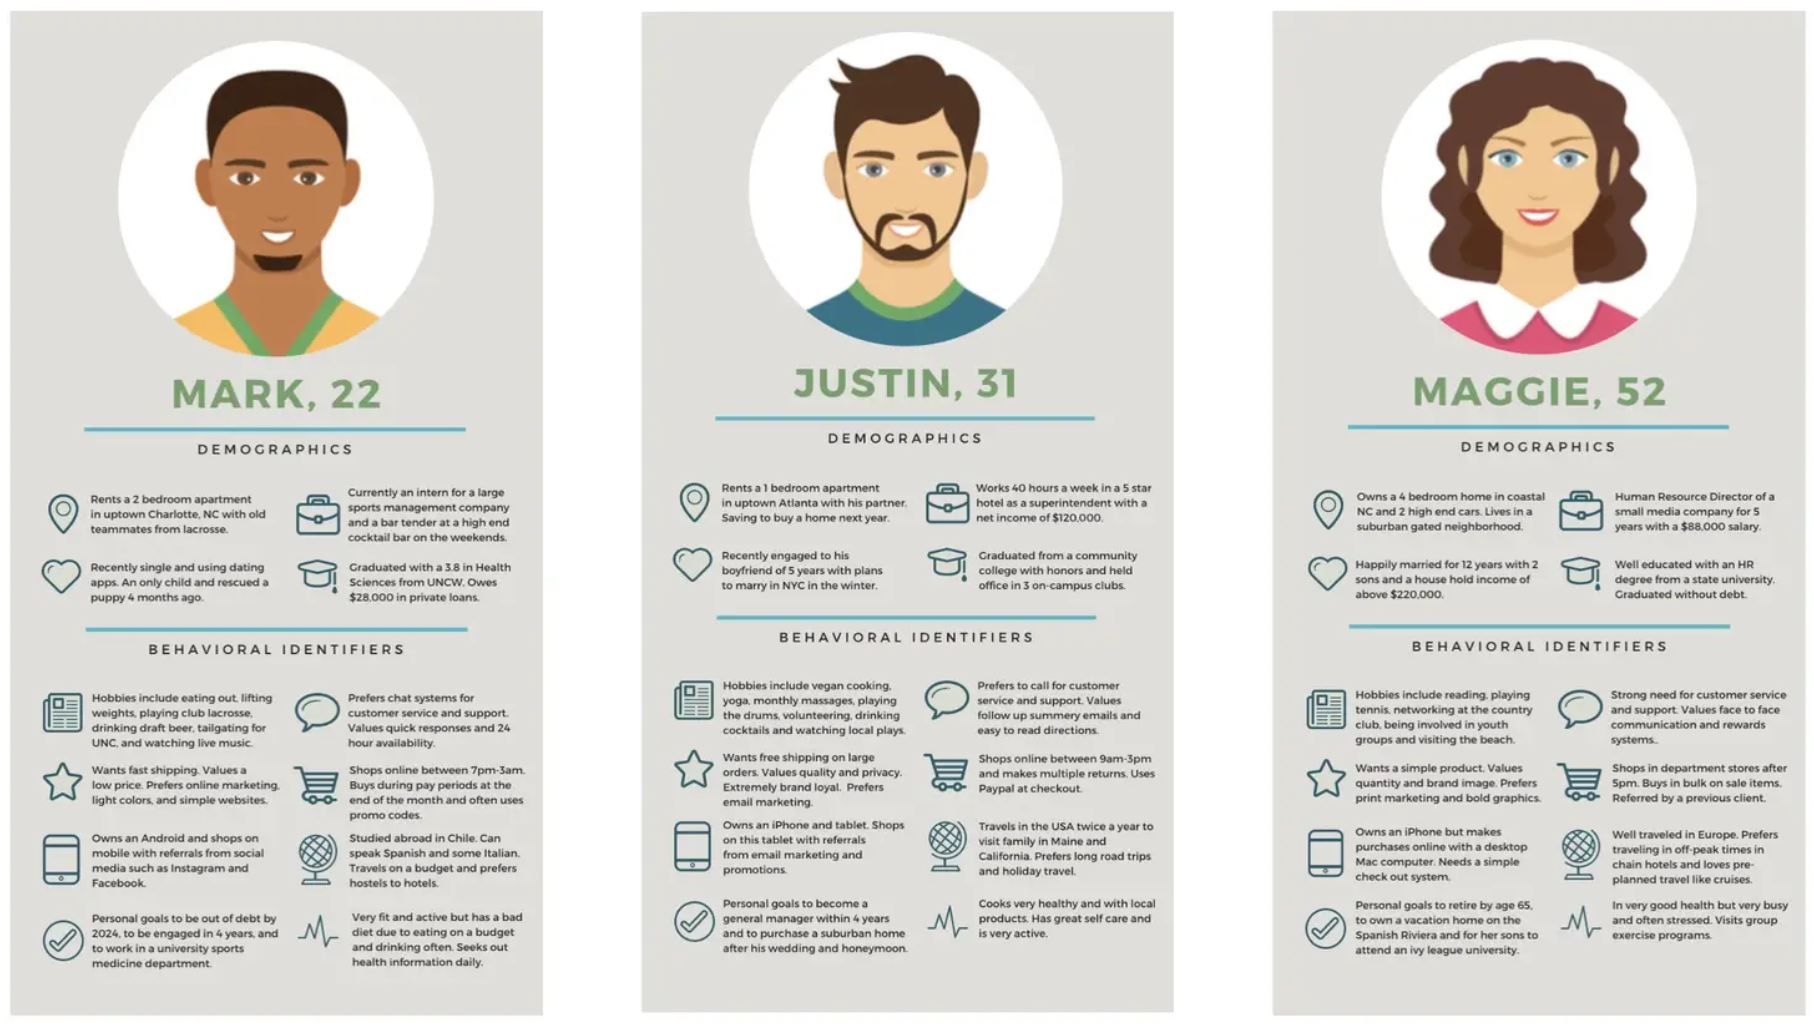 MARK, 22
DEMOGRAPHICS
Rents a 2 bedroom apartment
in uptown Charlotte, NC with old
teammates from lacrosse.
Currently an intern for a large
sports management company
and a bar tender at a high end
cocktail bar on the weekends.
Recently single and using dating
apps. An only child and rescued a
puppy 4 months ago.
Graduated with a 3.8 in Health
Sciences from UNCW. Owes
$28,000 in private loans.
BEHAVIORAL IDENTIFIERS
Hobbies include eating out, lifting
weights, playing club lacrosse,
drinking draft beer, tailgating for
UNC, and watching live music.
Prefers chat systems for
customer service and support.
Values quick responses and 24
hour availability.
Wants fast shipping. Values a
low price. Prefers online marketing,
light colors, and simple websites.
Shops online between 7pm-3am.
Buys during pay periods at the
end of the month and often uses
promo codes.
Owns an Android and shops on
mobile with referrals from social
media such as Instagram and
Facebook.
Studied abroad in Chile. Can
speak Spanish and some Italian.
Travels on a budget and prefers
hostels to hotels.
Personal goals to be out of debt by
2024, to be engaged in 4 years, and
to work in a university sports
medicine department.
Very fit and active but has a bad
diet due to eating on a budget
and drinking often. Seeks out
health information daily.
JUSTIN, 31
DEMOGRAPHICS
Rents a 1 bedroom apartment
in uptown Atlanta with his partner.
Saving to buy a home next year.
Works 40 hours a week in a 5 star
hotel as a superintendent with a
net income of $120,000.
Recently engaged to his
boyfriend of 5 years with plans
to marry in NYC in the winter.
Graduated from a community
college with honors and held
office in 3 on-campus clubs.
BEHAVIORAL IDENTIFIERS
Hobbies include vegan cooking,
yoga, monthly massages, playing
the drums, volunteering, drinking
cocktails and watching local plays.
Prefers to call for customer
service and support. Values
follow up summery emails and
easy to read directions.
Wants free shipping on large
orders. Values quality and privacy.
Extremely brand loyal. Prefers
email marketing.
Shops online between 9am-3pm
and makes multiple returns. Uses
Paypal at checkout.
Owns an iPhone and tablet. Shops
on this tablet with referrals
from email marketing and
promotions.
Travels in the USA twice a year to
visit family in Maine and
California. Prefers long road trips
and holiday travel.
Personal goals to become a
general manager within 4 years
and to purchase a suburban home
after his wedding and honeymoon.
Cooks very healthy and with local
products. Has great self care and
is very active.
MAGGIE, 52
DEMOGRAPHICS
Owns a 4 bedroom home in coastal
NC and 2 high end cars. Lives in a
suburban gated neighborhood.
Human Resource Director of a
small media company for 5
years with a $88,000 salary.
Happily married for 12 years with 2
sons and a house hold income of
above $220,000.
Well educated with an HR
degree from a state university.
Graduated without debt.
BEHAVIORAL IDENTIFIERS
Hobbies include reading, playing
tennis, networking at the country
club, being involved in youth
groups and visiting the beach.
Strong need for customer service
and support. Values face to face
communication and rewards
systems..
Wants a simple product. Values
quantity and brand image. Prefers
print marketing and bold graphics.
Shops in department stores after
5pm. Buys in bulk on sale items.
Referred by a previous client.
Owns an iPhone but makes
purchases online with a desktop
Mac computer. Needs a simple
check out system.
Well traveled in Europe. Prefers
traveling in off-peak times in
chain hotels and loves pre-
planned travel like cruises.
Personal goals to retire by age 65,
to own a vacation home on the
Spanish Riviera and for her sons to
attend an ivy league university.
In very good health but very busy
and often stressed. Visits group
exercise programs.